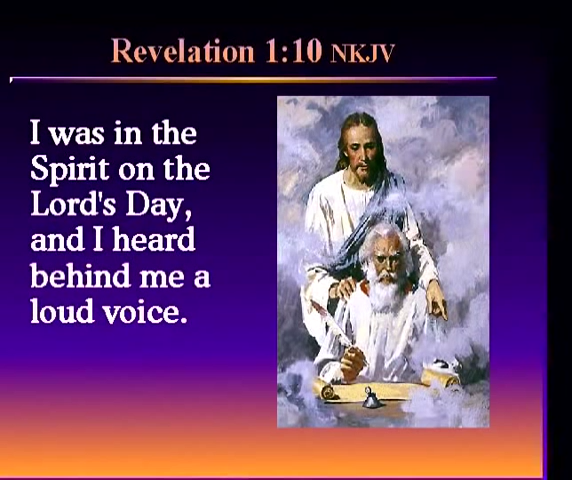 Revelation 1:10 NKJV
I was in the
Spirit on the
Lord's Day,
and I heard
behind me a
loud voice.